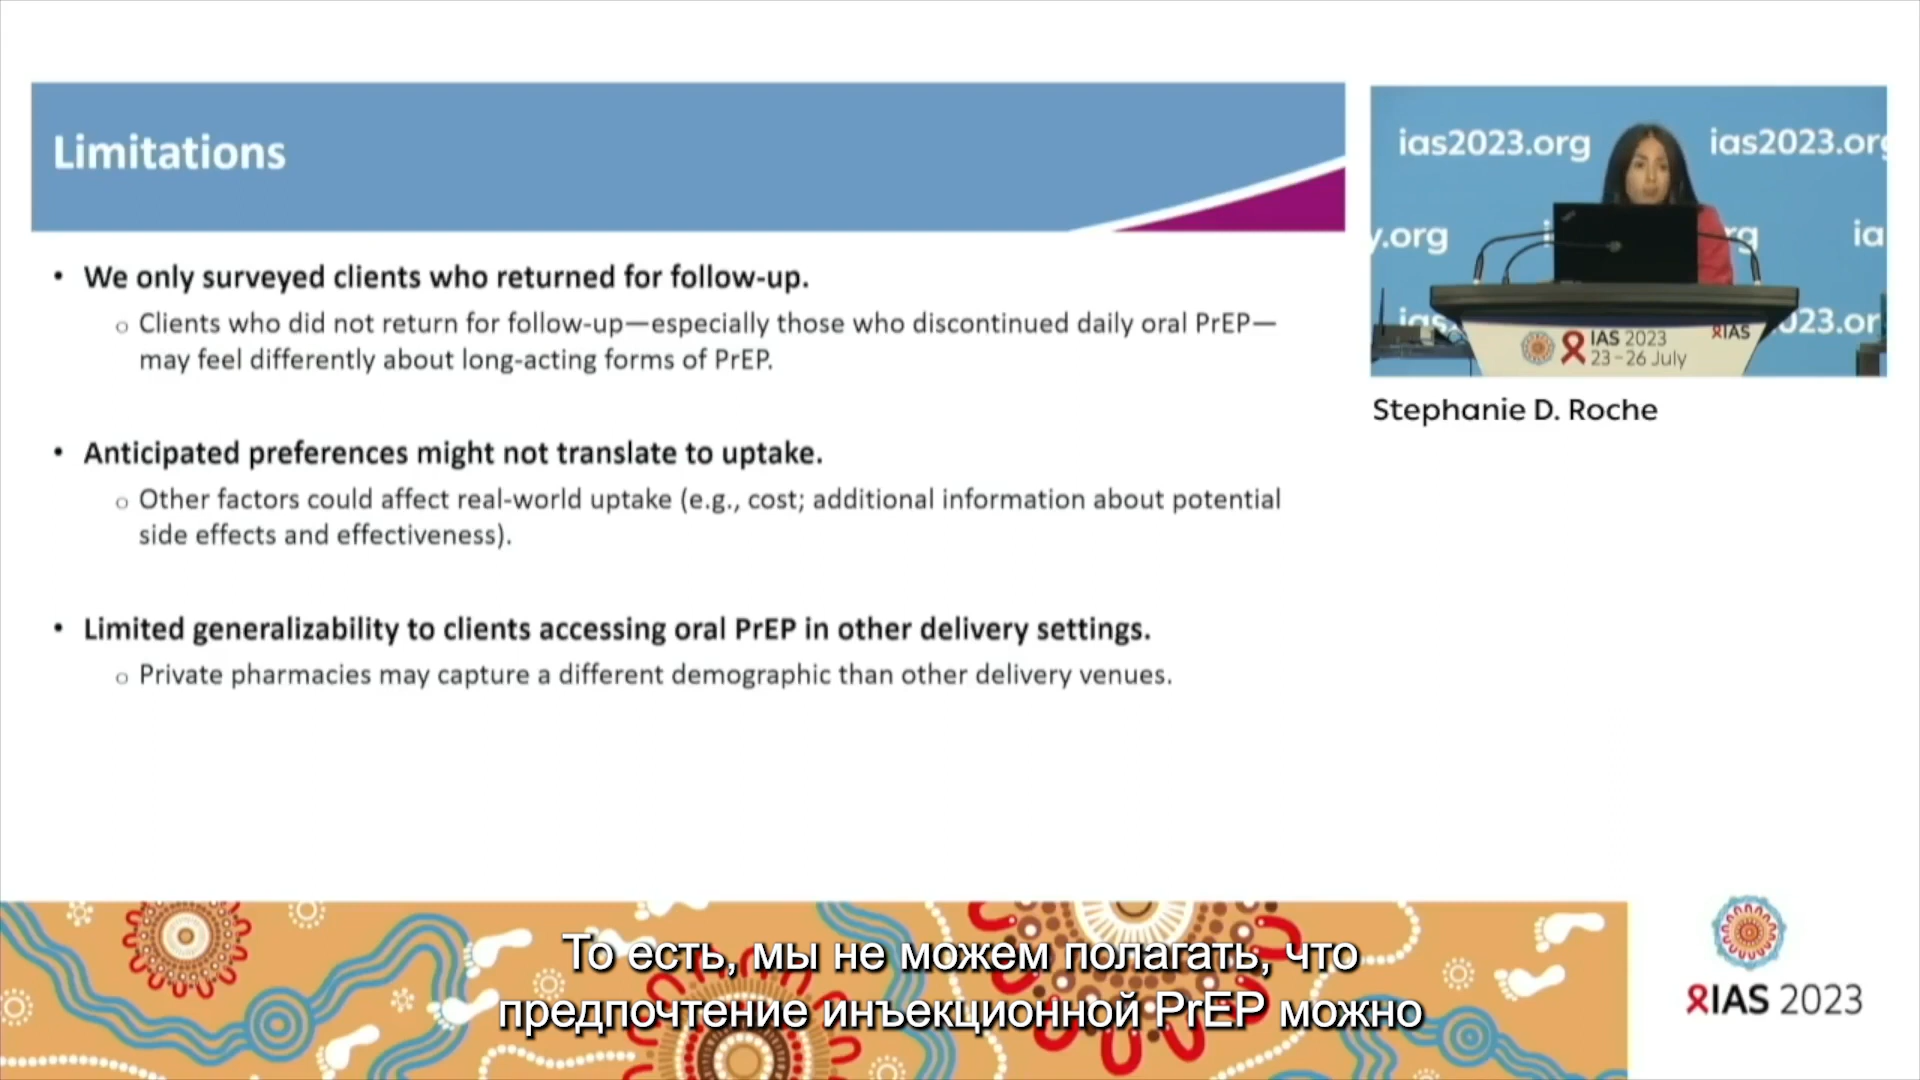 Limitations
• We only surveyed clients who returned for follow-up.
o Clients who did not return for follow-up—especially those who discontinued daily oral PrEP—
may feel differently about long-acting forms of PrEP.
• Anticipated preferences might not translate to uptake.
o Other factors could affect real-world uptake (e.g., cost; additional information about potential
side effects and effectiveness).
• Limited generalizability to clients accessing oral PrEP in other delivery settings.
o Private pharmacies may capture a different demographic than other delivery venues.
ias2023.org
ias2023.org
y.org
rg
ia
ias
023.or
IAS 2023
23–26 July
IAS
Stephanie D. Roche
То есть, мы не можем полагать, что
предпочтение инъекционной PrEP можно
IAS 2023